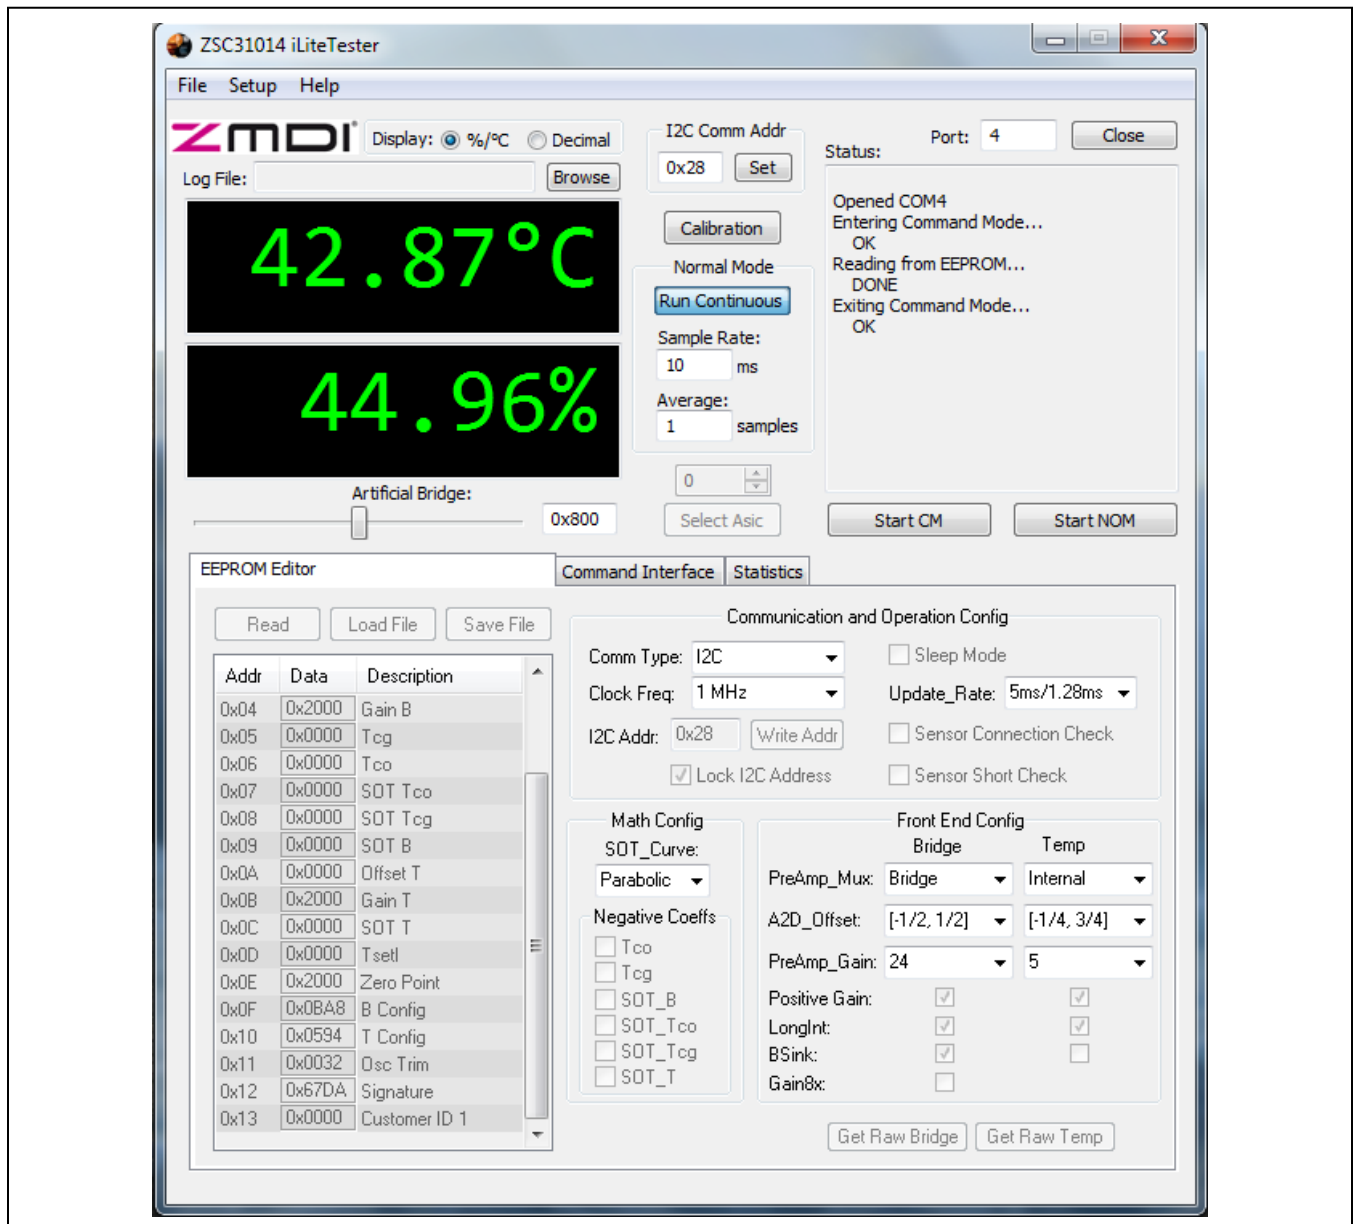 ZSC31014 iLiteTester
File Setup Help
ZMDI
Display: %/°C Decimal
Log File: Browse
42.87°C
44.96%
Artificial Bridge:
0x800
I2C Comm Addr
0x28 Set
Calibration
Normal Mode
Run Continuous
Sample Rate:
10 ms
Average:
1 samples
0
Select Asic
Port: 4 Close
Status:
Opened COM4
Entering Command Mode...
OK
Reading from EEPROM...
DONE
Exiting Command Mode...
OK
Start CM Start NOM
EEPROM Editor Command Interface Statistics
Read Load File Save File
Addr Data Description
0x04 0x2000 Gain B
0x05 0x0000 Tcg
0x06 0x0000 Tco
0x07 0x0000 SOT Tco
0x08 0x0000 SOT Tcg
0x09 0x0000 SOT B
0x0A 0x0000 Offset T
0x0B 0x2000 Gain T
0x0C 0x0000 SOT T
0x0D 0x0000 Tsetl
0x0E 0x2000 Zero Point
0x0F 0x0BA8 B Config
0x10 0x0594 T Config
0x11 0x0032 Osc Trim
0x12 0x67DA Signature
0x13 0x0000 Customer ID 1
Communication and Operation Config
Comm Type: I2C Sleep Mode
Clock Freq: 1 MHz Update_Rate: 5ms/1.28ms
I2C Addr: 0x28 Write Addr Sensor Connection Check
Lock I2C Address Sensor Short Check
Math Config
SOT_Curve:
Parabolic
Negative Coeffs
Tco
Tcg
SOT_B
SOT_Tco
SOT_Tcg
SOT_T
Front End Config
Bridge Temp
PreAmp_Mux: Bridge Internal
A2D_Offset: [-1/2, 1/2] [-1/4, 3/4]
PreAmp_Gain: 24 5
Positive Gain:
LongInt:
BSink:
Gain8x:
Get Raw Bridge Get Raw Temp